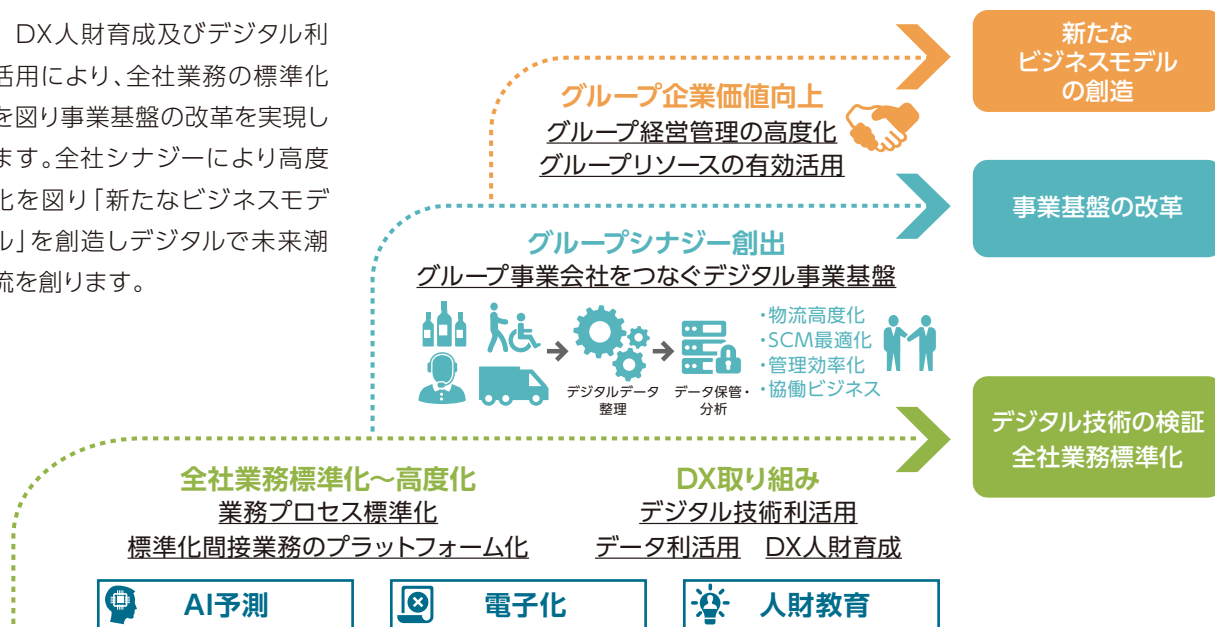 DX人財育成及びデジタル利
活用により、全社業務の標準化
を図り事業基盤の改革を実現し
ます。全社シナジーにより高度
化を図り「新たなビジネスモデ
ル」を創造しデジタルで未来潮
流を創ります。
新たな
ビジネスモデル
の創造
グループ企業価値向上
グループ経営管理の高度化
グループリソースの有効活用
事業基盤の改革
グループシナジー創出
グループ事業会社をつなぐデジタル事業基盤
デジタルデータ
整理
データ保管・
分析
・物流高度化
・SCM最適化
・管理効率化
・協働ビジネス
デジタル技術の検証
全社業務標準化
全社業務標準化～高度化
業務プロセス標準化
標準化間接業務のプラットフォーム化
DX取り組み
デジタル技術利活用
データ利活用 DX人財育成
AI予測
電子化
人財教育